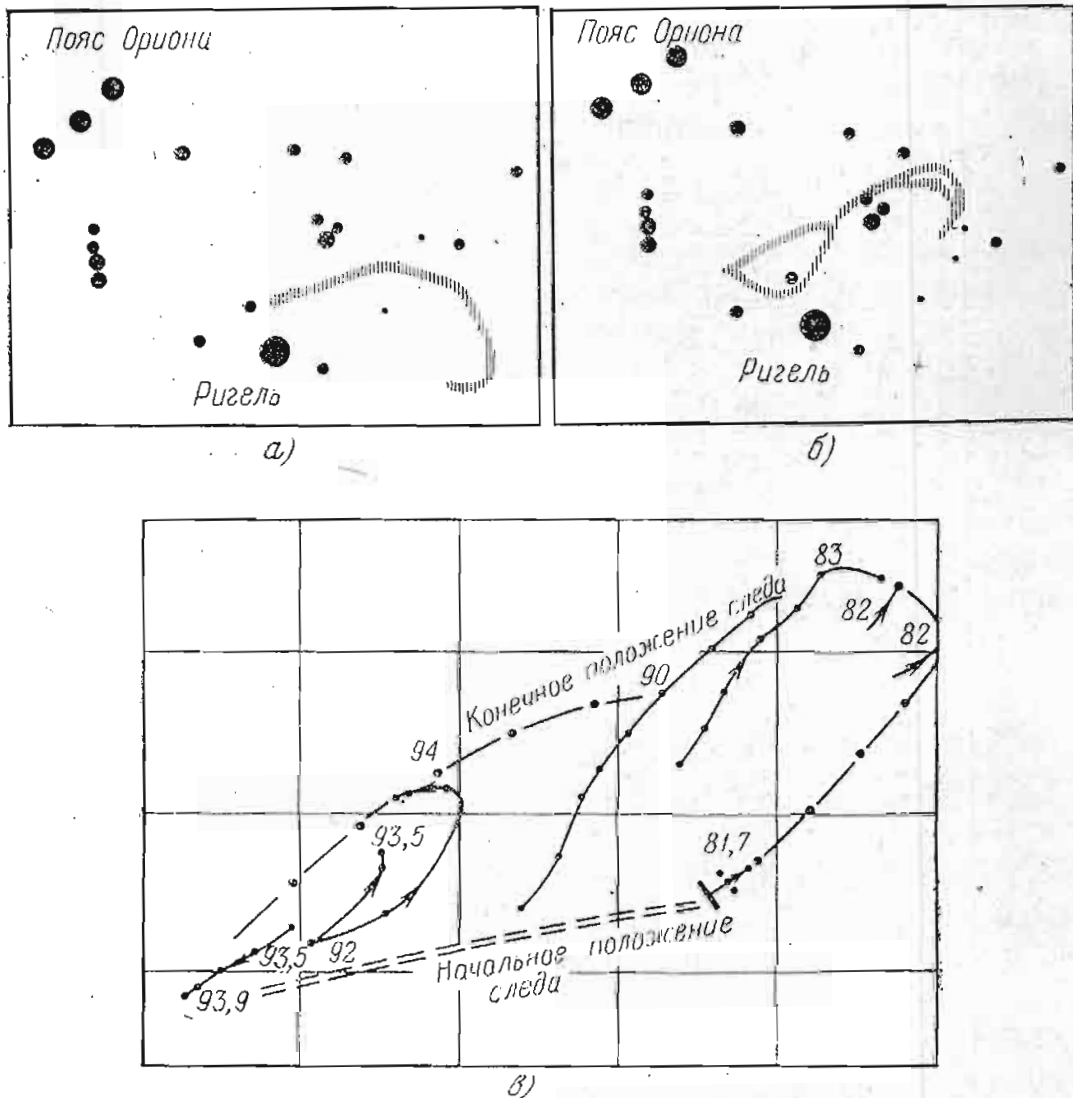 Пояс Ориони
Пояс Ориона
Ригель
Ригель
а)
б)
83
82
82
Конечное положение следа
90
94
93,5
81,7
93,5
92
93,9
Начальное положение
следа
в)